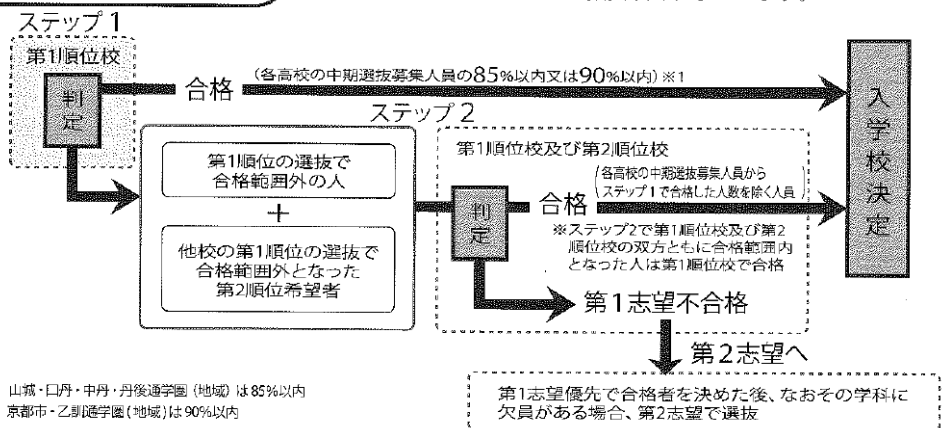 ステップ1
第1順位校
判定
合格
(各高校の中期選抜募集人員の85%以内又は90%以内)※1
入学校決定
ステップ2
第1順位の選抜で
合格範囲外の人
+
他校の第1順位の選抜で
合格範囲外となった
第2順位希望者
第1順位校及び第2順位校
判定
合格
(各高校の中期選抜募集人員から
ステップ1で合格した人数を除く人員)
※ステップ2で第1順位校及び第2
順位校の双方ともに合格範囲内
となった人は第1順位校で合格
第1志望不合格
第2志望へ
第1志望優先で合格者を決めた後、なおその学科に
欠員がある場合、第2志望で選抜
山城・口丹・中丹・丹後通学圏(地域)は85%以内
京都市・乙訓通学圏(地域)は90%以内